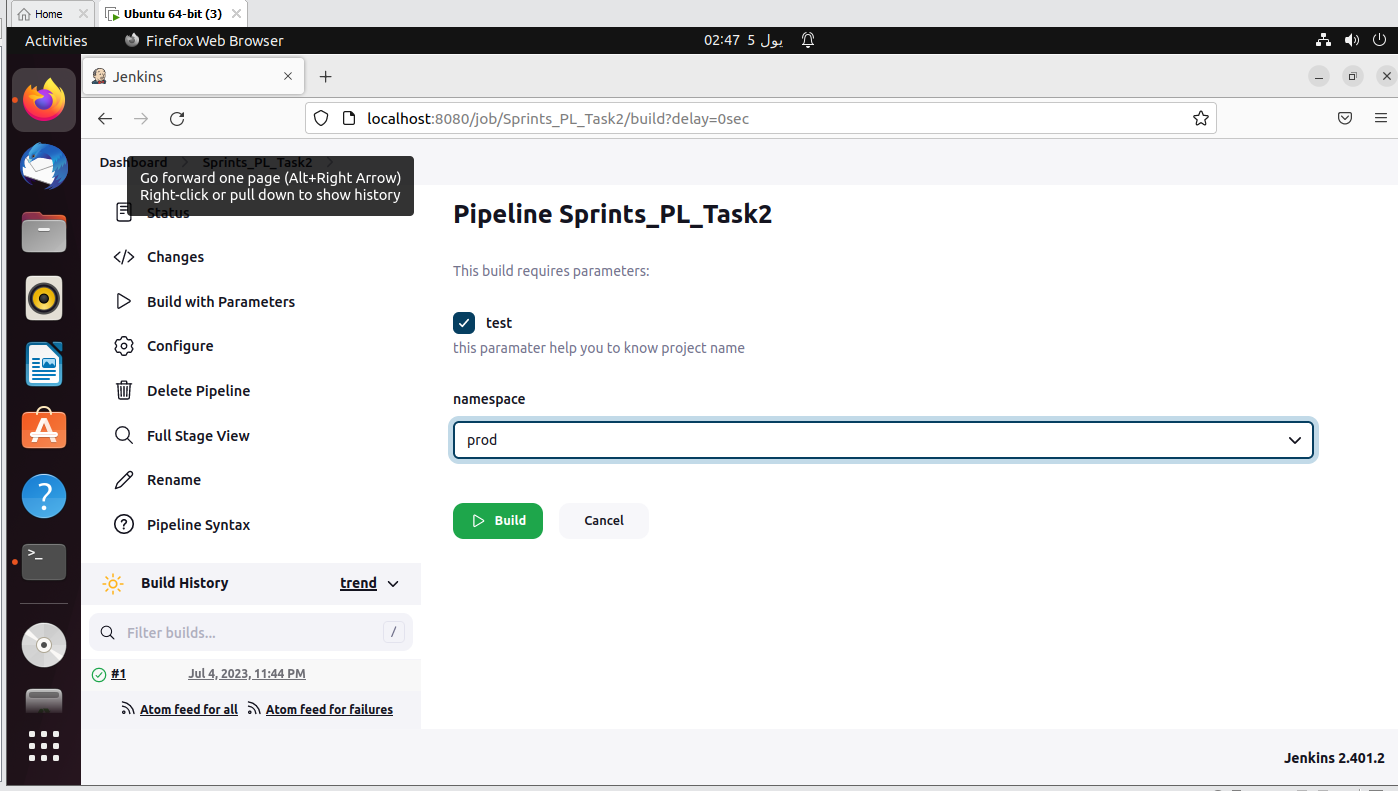 Home
Ubuntu 64-bit (3)
Activities
Firefox Web Browser
02:47 5 يول
Jenkins
localhost:8080/job/Sprints_PL_Task2/build?delay=0sec
Dashboard
Sprints_PL_Task2
Go forward one page (Alt+Right Arrow)
Right-click or pull down to show history
Status
Changes
Build with Parameters
Configure
Delete Pipeline
Full Stage View
Rename
Pipeline Syntax
Build History
trend
Filter builds...
/
#1
Jul 4, 2023, 11:44 PM
Atom feed for all
Atom feed for failures
Pipeline Sprints_PL_Task2
This build requires parameters:
test
this paramater help you to know project name
namespace
prod
Build
Cancel
Jenkins 2.401.2